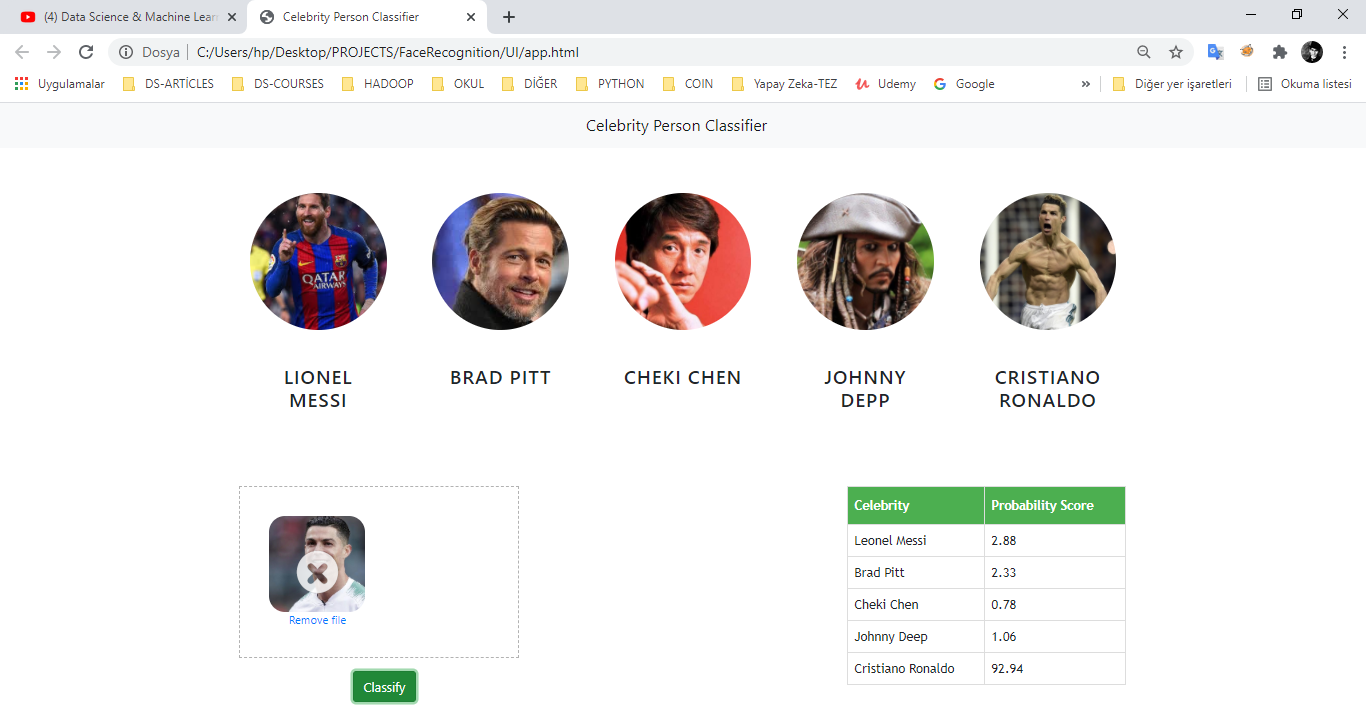 (4) Data Science & Machine Lear
Celebrity Person Classifier
Dosya
C:/Users/hp/Desktop/PROJECTS/FaceRecognition/UI/app.html
Uygulamalar DS-ARTİCLES DS-COURSES HADOOP OKUL DİĞER PYTHON COIN Yapay Zeka-TEZ Udemy Google » Diğer yer işaretleri Okuma listesi
Celebrity Person Classifier
QATAR
AIRWAYS
LIONEL
MESSI
BRAD PITT
CHEKI CHEN
JOHNNY
DEPP
CRISTIANO
RONALDO
Remove file
Classify
Celebrity Probability Score
Leonel Messi 2.88
Brad Pitt 2.33
Cheki Chen 0.78
Johnny Deep 1.06
Cristiano Ronaldo 92.94